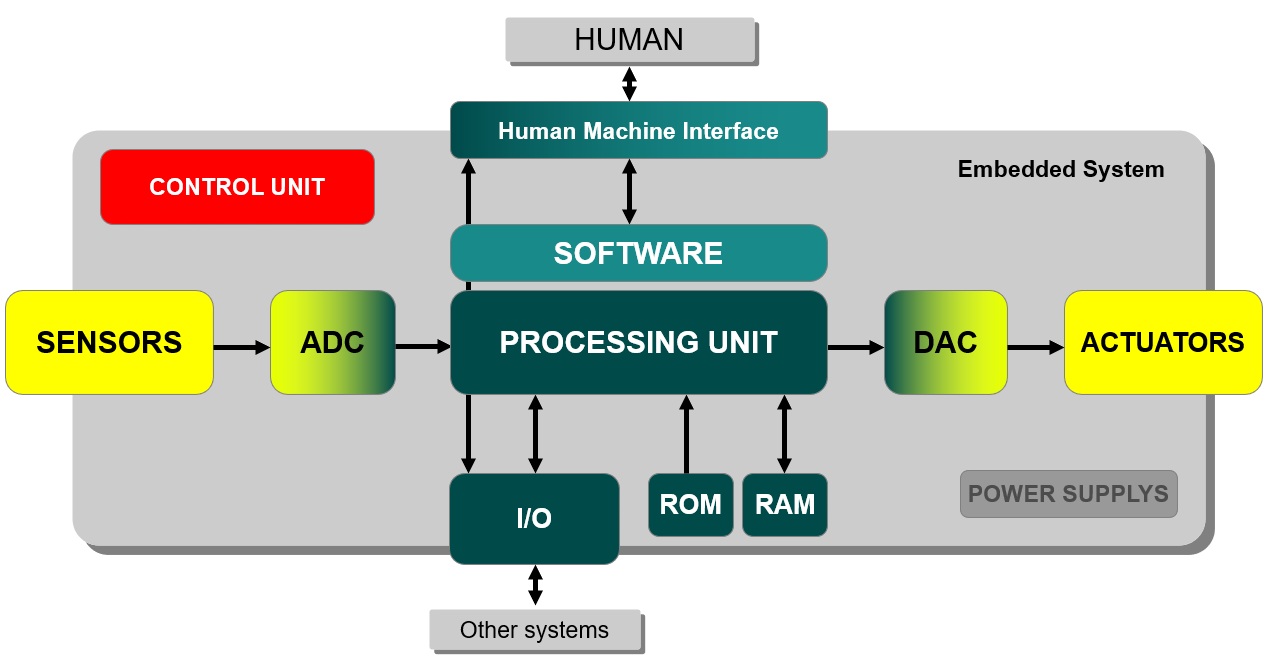 HUMAN
Human Machine Interface
Embedded System
CONTROL UNIT
SOFTWARE
SENSORS
ADC
PROCESSING UNIT
DAC
ACTUATORS
I/O
ROM
RAM
POWER SUPPLYS
Other systems